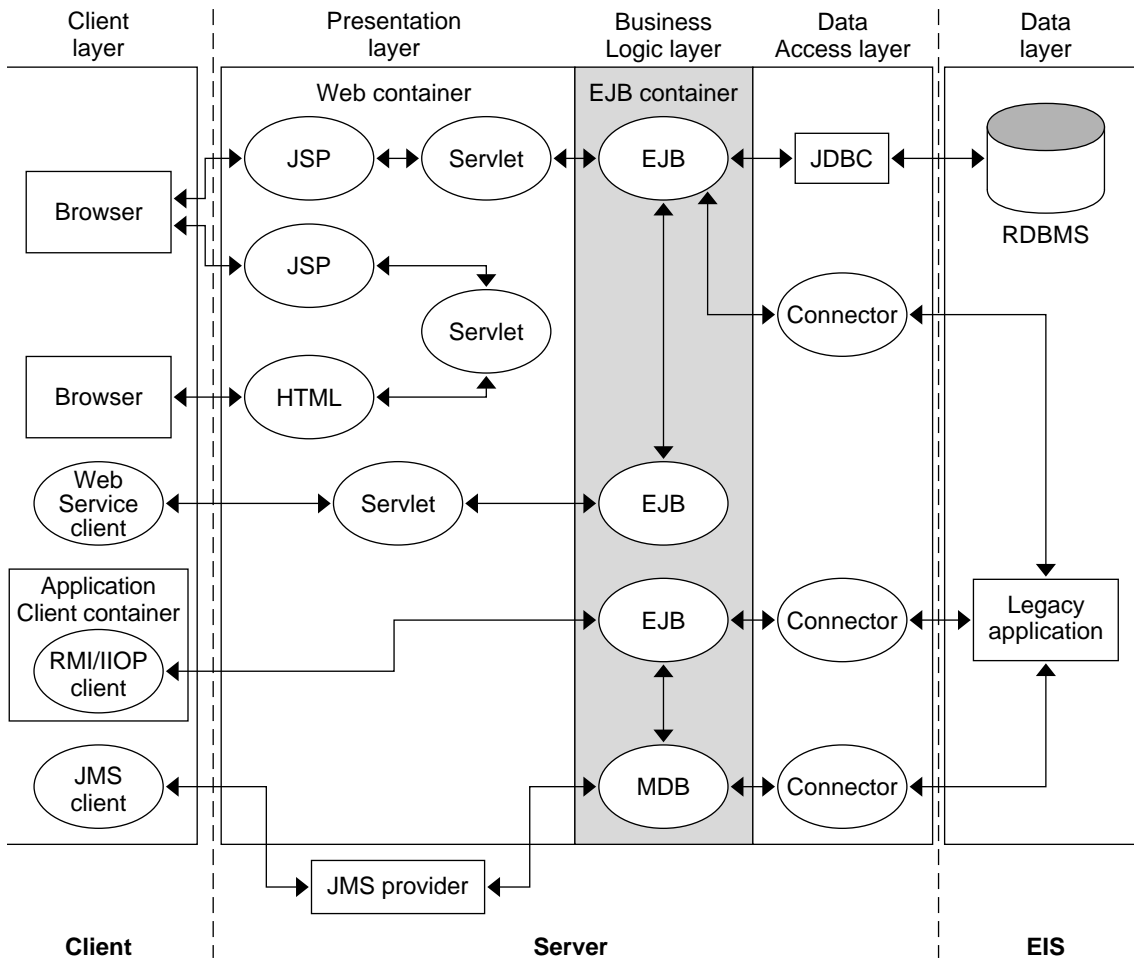 Client
layer
Presentation
layer
Business
Logic layer
Data
Access layer
Data
layer
Web container
EJB container
JSP
Servlet
EJB
JDBC
RDBMS
Browser
JSP
Servlet
Connector
Browser
HTML
Web
Service
client
Servlet
EJB
Application
Client container
RMI/IIOP
client
EJB
Connector
Legacy
application
JMS
client
MDB
Connector
JMS provider
Client
Server
EIS